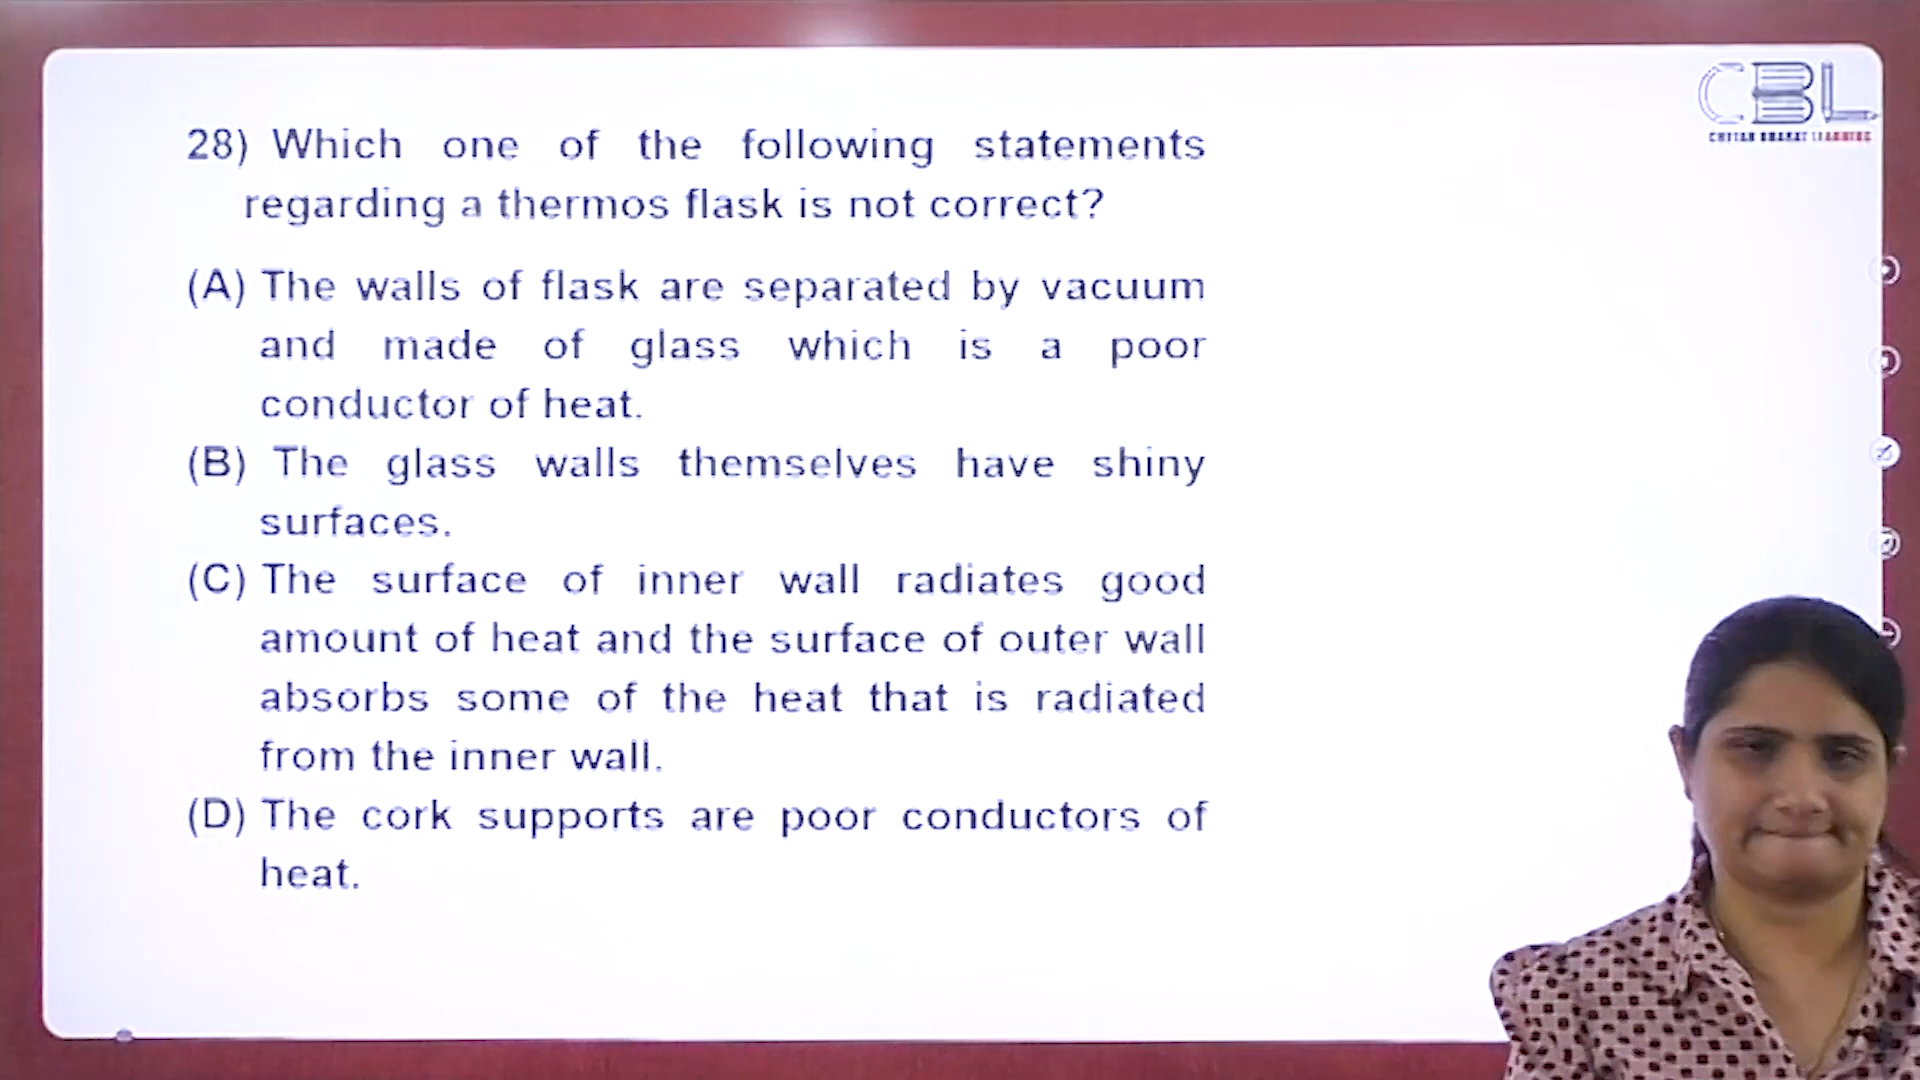 CBL
CHETAN BHARAT LEARNING
28) Which one of the following statements
regarding a thermos flask is not correct?
(A) The walls of flask are separated by vacuum
and made of glass which is a poor
conductor of heat.
(B) The glass walls themselves have shiny
surfaces.
(C) The surface of inner wall radiates good
amount of heat and the surface of outer wall
absorbs some of the heat that is radiated
from the inner wall.
(D) The cork supports are poor conductors of
heat.